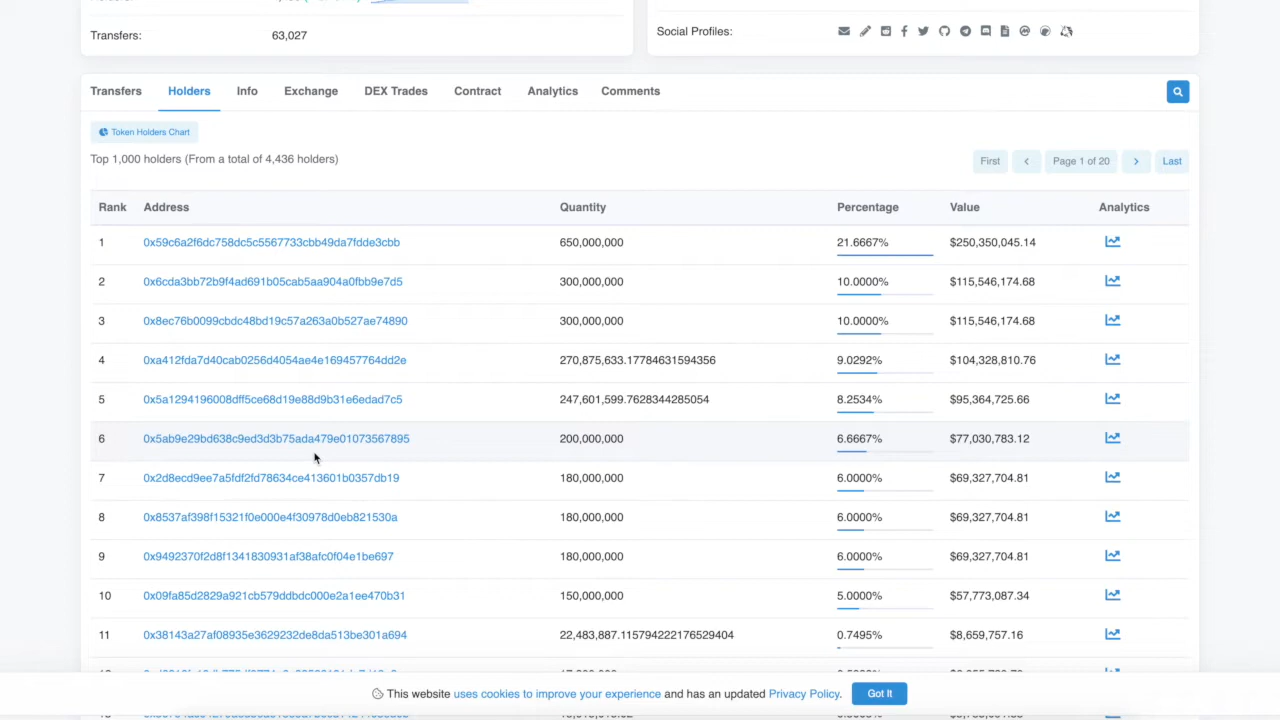 Transfers: 63,027
Social Profiles:
Transfers Holders Info Exchange DEX Trades Contract Analytics Comments
Token Holders Chart
Top 1,000 holders (From a total of 4,436 holders)
First Page 1 of 20 Last
Rank Address Quantity Percentage Value Analytics
1 0x59c6a2f6dc758dc5c5567733cbb49da7fdde3cbb 650,000,000 21.6667% $250,350,045.14
2 0x6cda3bb72b9f4ad691b05cab5aa904a0fbb9e7d5 300,000,000 10.0000% $115,546,174.68
3 0x8ec76b0099cbdc48bd19c57a263a0b527ae74890 300,000,000 10.0000% $115,546,174.68
4 0xa412fda7d40cab0256d4054ae4e169457764dd2e 270,875,633.17784631594356 9.0292% $104,328,810.76
5 0x5a1294196008dff5ce68d19e88d9b31e6edad7c5 247,601,599.7628344285054 8.2534% $95,364,725.66
6 0x5ab9e29bd638c9ed3d3b75ada479e01073567895 200,000,000 6.6667% $77,030,783.12
7 0x2d8ecd9ee7a5fdf2fd78634ce413601b0357db19 180,000,000 6.0000% $69,327,704.81
8 0x8537af398f15321f0e000e4f30978d0eb821530a 180,000,000 6.0000% $69,327,704.81
9 0x9492370f2d8f1341830931af38afc0f04e1be697 180,000,000 6.0000% $69,327,704.81
10 0x09fa85d2829a921cb579ddbdc000e2a1ee470b31 150,000,000 5.0000% $57,773,087.34
11 0x38143a27af08935e3629232de8da513be301a694 22,483,887.115794222176529404 0.7495% $8,659,757.16
This website uses cookies to improve your experience and has an updated Privacy Policy. Got It